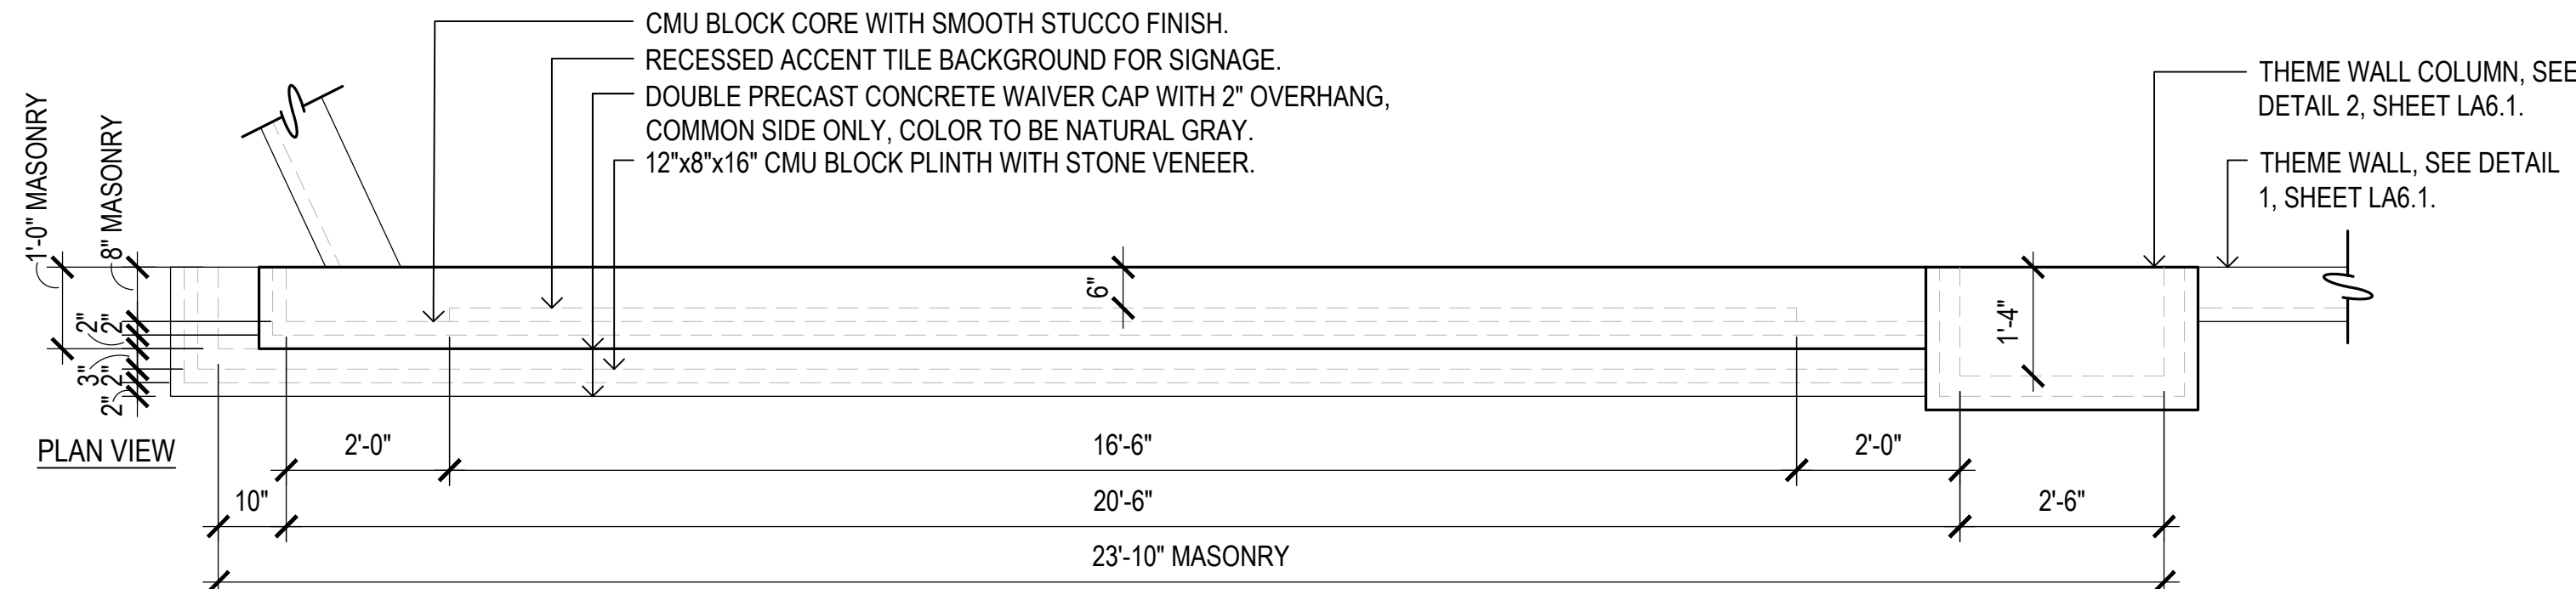 CMU BLOCK CORE WITH SMOOTH STUCCO FINISH.
RECESSED ACCENT TILE BACKGROUND FOR SIGNAGE.
DOUBLE PRECAST CONCRETE WAIVER CAP WITH 2" OVERHANG,
COMMON SIDE ONLY, COLOR TO BE NATURAL GRAY.
12"x8"x16" CMU BLOCK PLINTH WITH STONE VENEER.
THEME WALL COLUMN, SEE
DETAIL 2, SHEET LA6.1.
THEME WALL, SEE DETAIL
1, SHEET LA6.1.
1'-0" MASONRY
8" MASONRY
2"
2"
3"
2"
2"
6"
1'-4"
PLAN VIEW
2'-0"
16'-6"
2'-0"
10"
20'-6"
2'-6"
23'-10" MASONRY